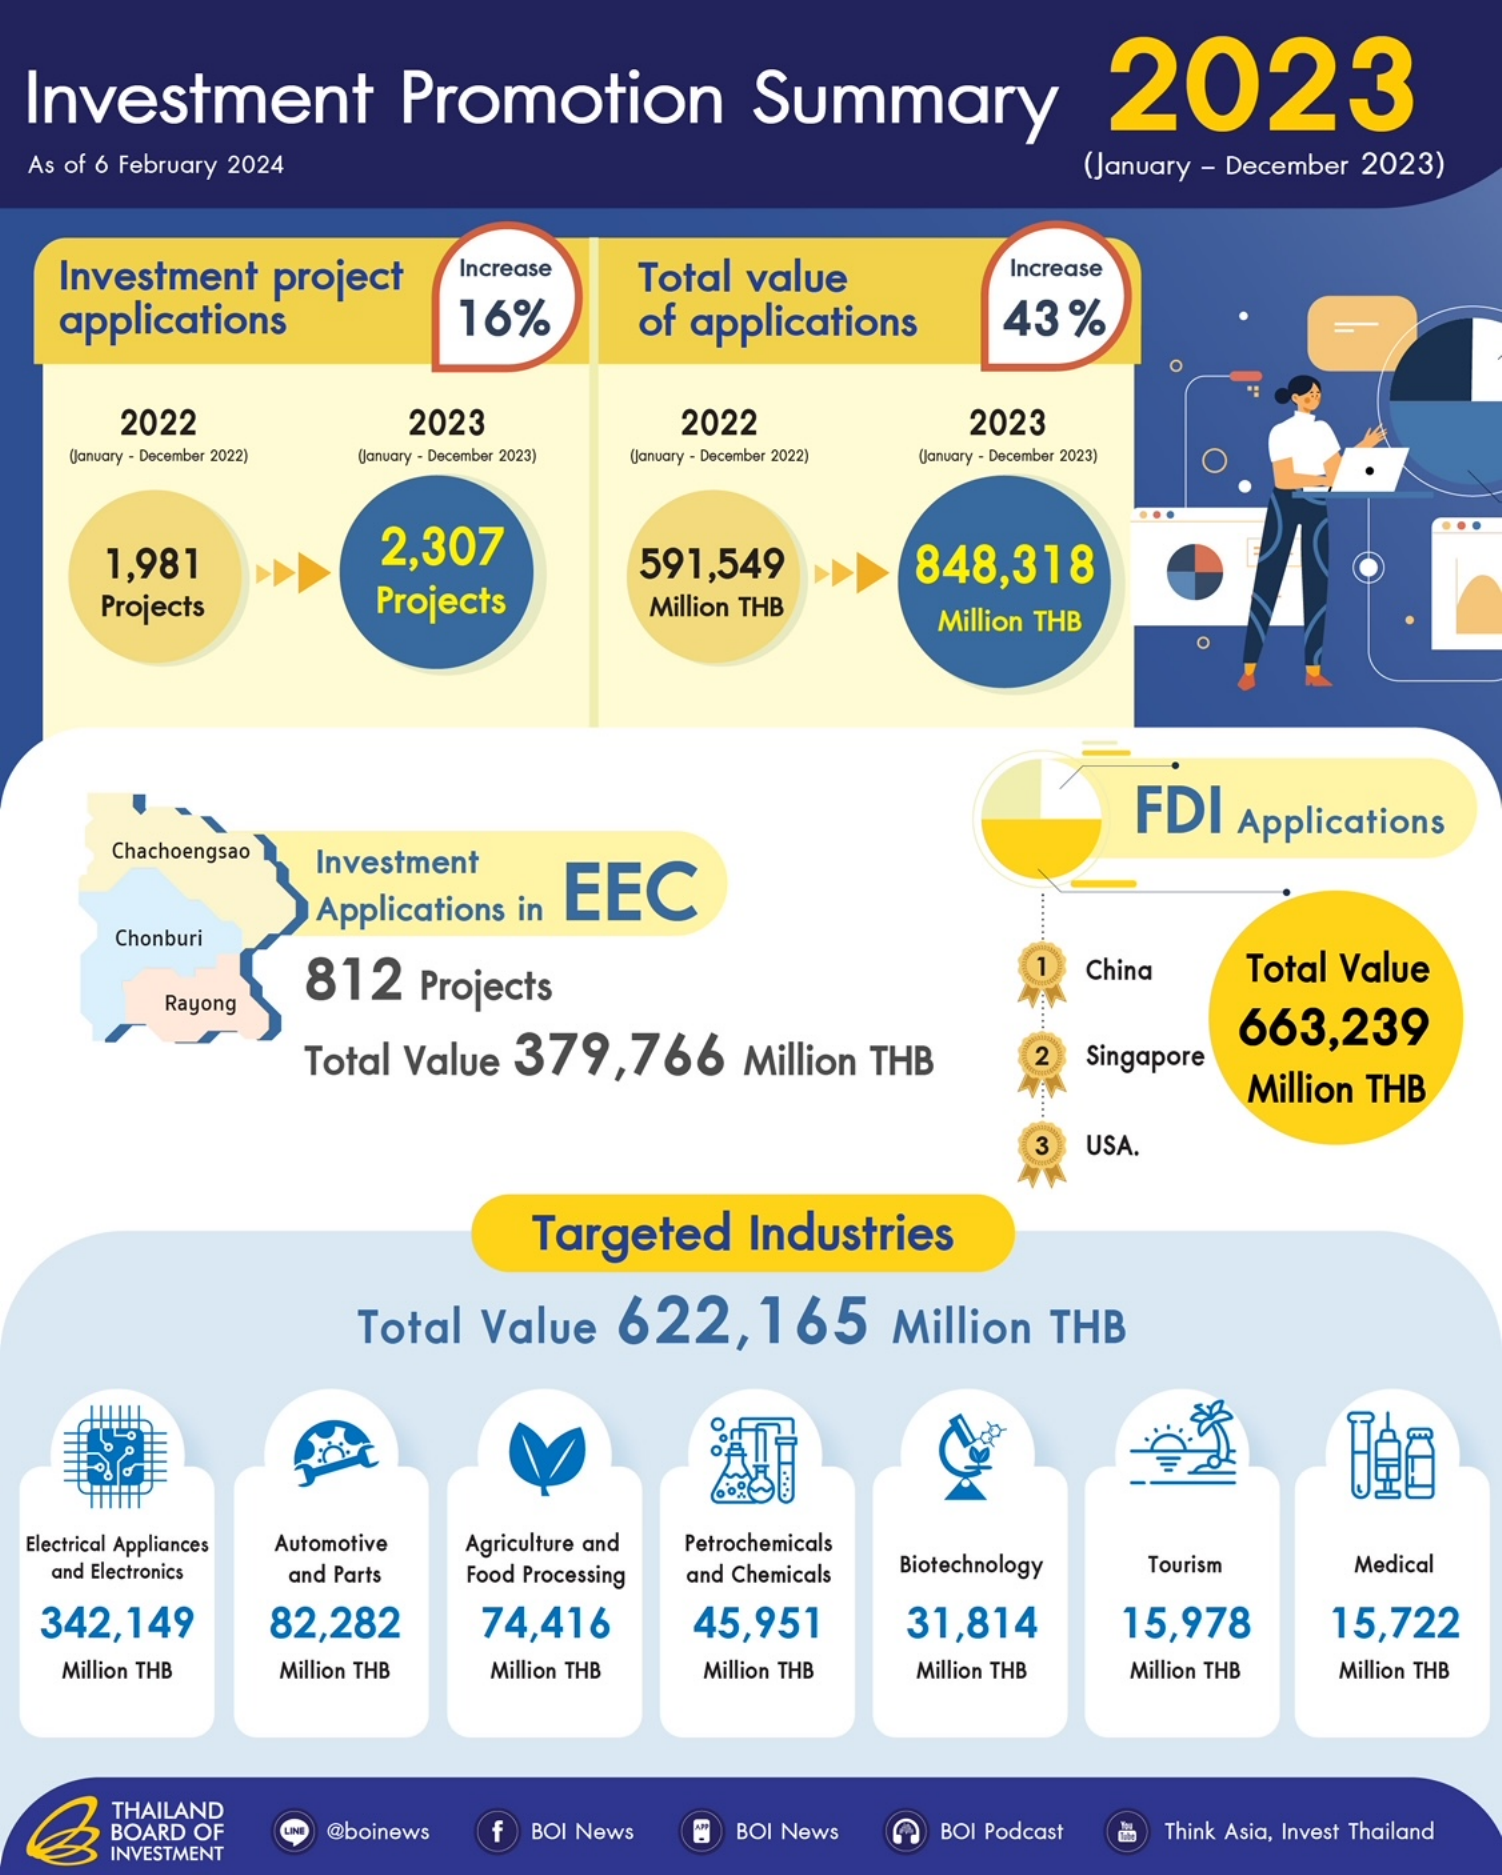 Investment Promotion Summary 2023
As of 6 February 2024
(January – December 2023)
Investment project
applications
Increase
16%
Total value
of applications
Increase
43%
2022
(January - December 2022)
1,981
Projects
2023
(January - December 2023)
2,307
Projects
2022
(January - December 2022)
591,549
Million THB
2023
(January - December 2023)
848,318
Million THB
Chachoengsao
Chonburi
Rayong
Investment
Applications in EEC
812 Projects
Total Value 379,766 Million THB
FDI Applications
1 China
2 Singapore
3 USA.
Total Value
663,239
Million THB
Targeted Industries
Total Value 622,165 Million THB
Electrical Appliances
and Electronics
342,149
Million THB
Automotive
and Parts
82,282
Million THB
Agriculture and
Food Processing
74,416
Million THB
Petrochemicals
and Chemicals
45,951
Million THB
Biotechnology
31,814
Million THB
Tourism
15,978
Million THB
Medical
15,722
Million THB
THAILAND
BOARD OF
INVESTMENT
LINE @boinews
f BOI News
APP BOI News
BOI Podcast
You Tube Think Asia, Invest Thailand